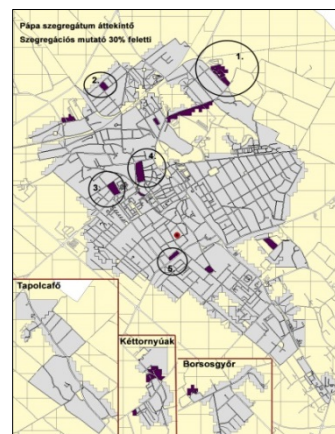 Pápa szegregátum áttekintő
Szegregációs mutató 30% feletti
1.
2.
4.
3.
5.
Tapolcafő
Kéttornyúak
Borsosgyőr